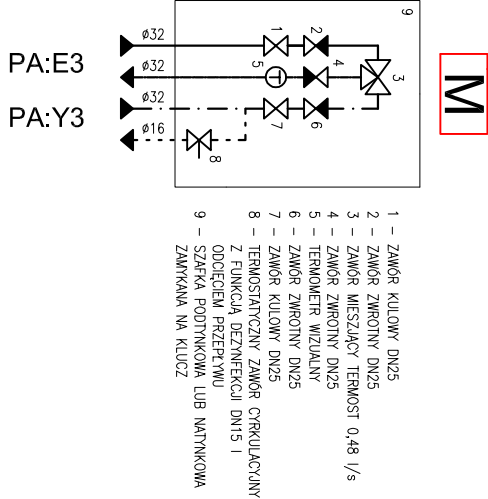 M
9
ø32
1
2
PA:E3
ø32
5
4
3
PA:Y3
ø32
7
6
ø16
8
1 – ZAWÓR KULOWY DN25
2 – ZAWÓR ZWROTNY DN25
3 – ZAWÓR MIESZJĄCY TERMOST 0,48 l/s
4 – ZAWÓR ZWROTNY DN25
5 – TERMOMETR WIZUALNY
6 – ZAWÓR ZWROTNY DN25
7 – ZAWÓR KULOWY DN25
8 – TERMOSTATYCZNY ZAWÓR CYRKULACYJNY
Z FUNKCJĄ DEZYNFEKCJI DN15 I
ODCIĘCIEM PRZEPŁYWU
9 – SZAFKA PODTYNKOWA LUB NATYNKOWA
ZAMYKANA NA KLUCZ